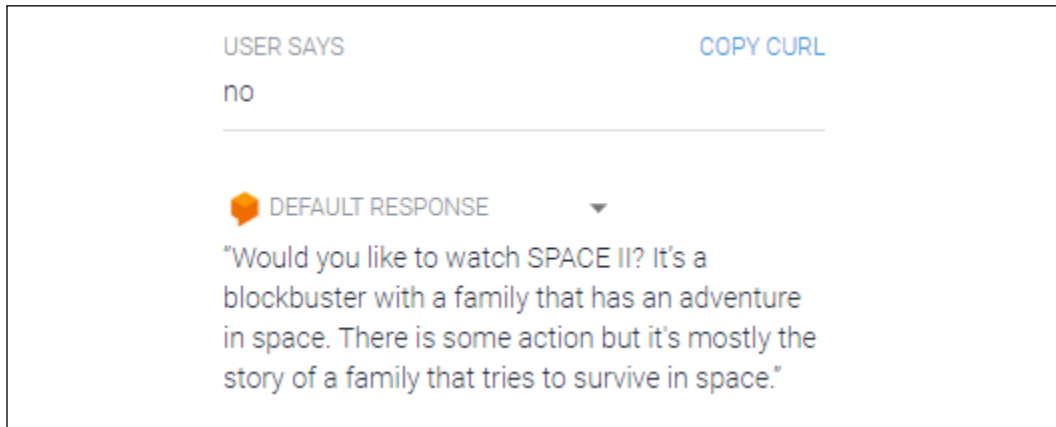 USER SAYS COPY CURL
no
DEFAULT RESPONSE
“Would you like to watch SPACE II? It’s a
blockbuster with a family that has an adventure
in space. There is some action but it's mostly the
story of a family that tries to survive in space.”